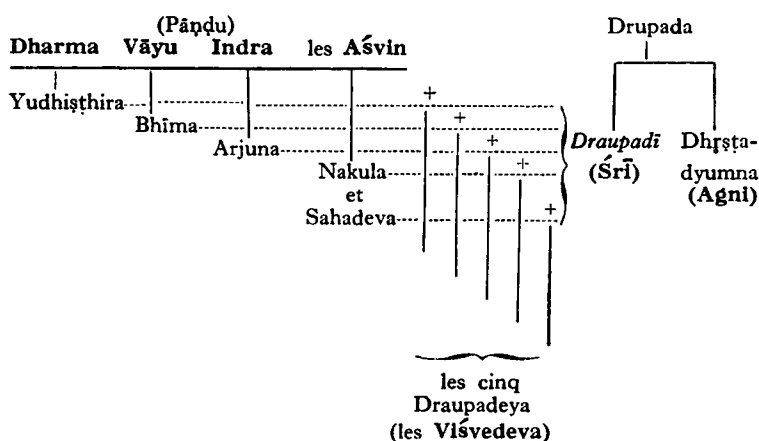 (Pāṇḍu)
Dharma Vāyu Indra les Aśvin
Drupada
Yudhiṣṭhira
Bhīma
Arjuna
Nakula
et
Sahadeva
+
+
+
+
+
Draupadī
(Śrī)
Dhṛṣṭa-
dyumna
(Agni)
les cinq
Draupadeya
(les Viśvedeva)